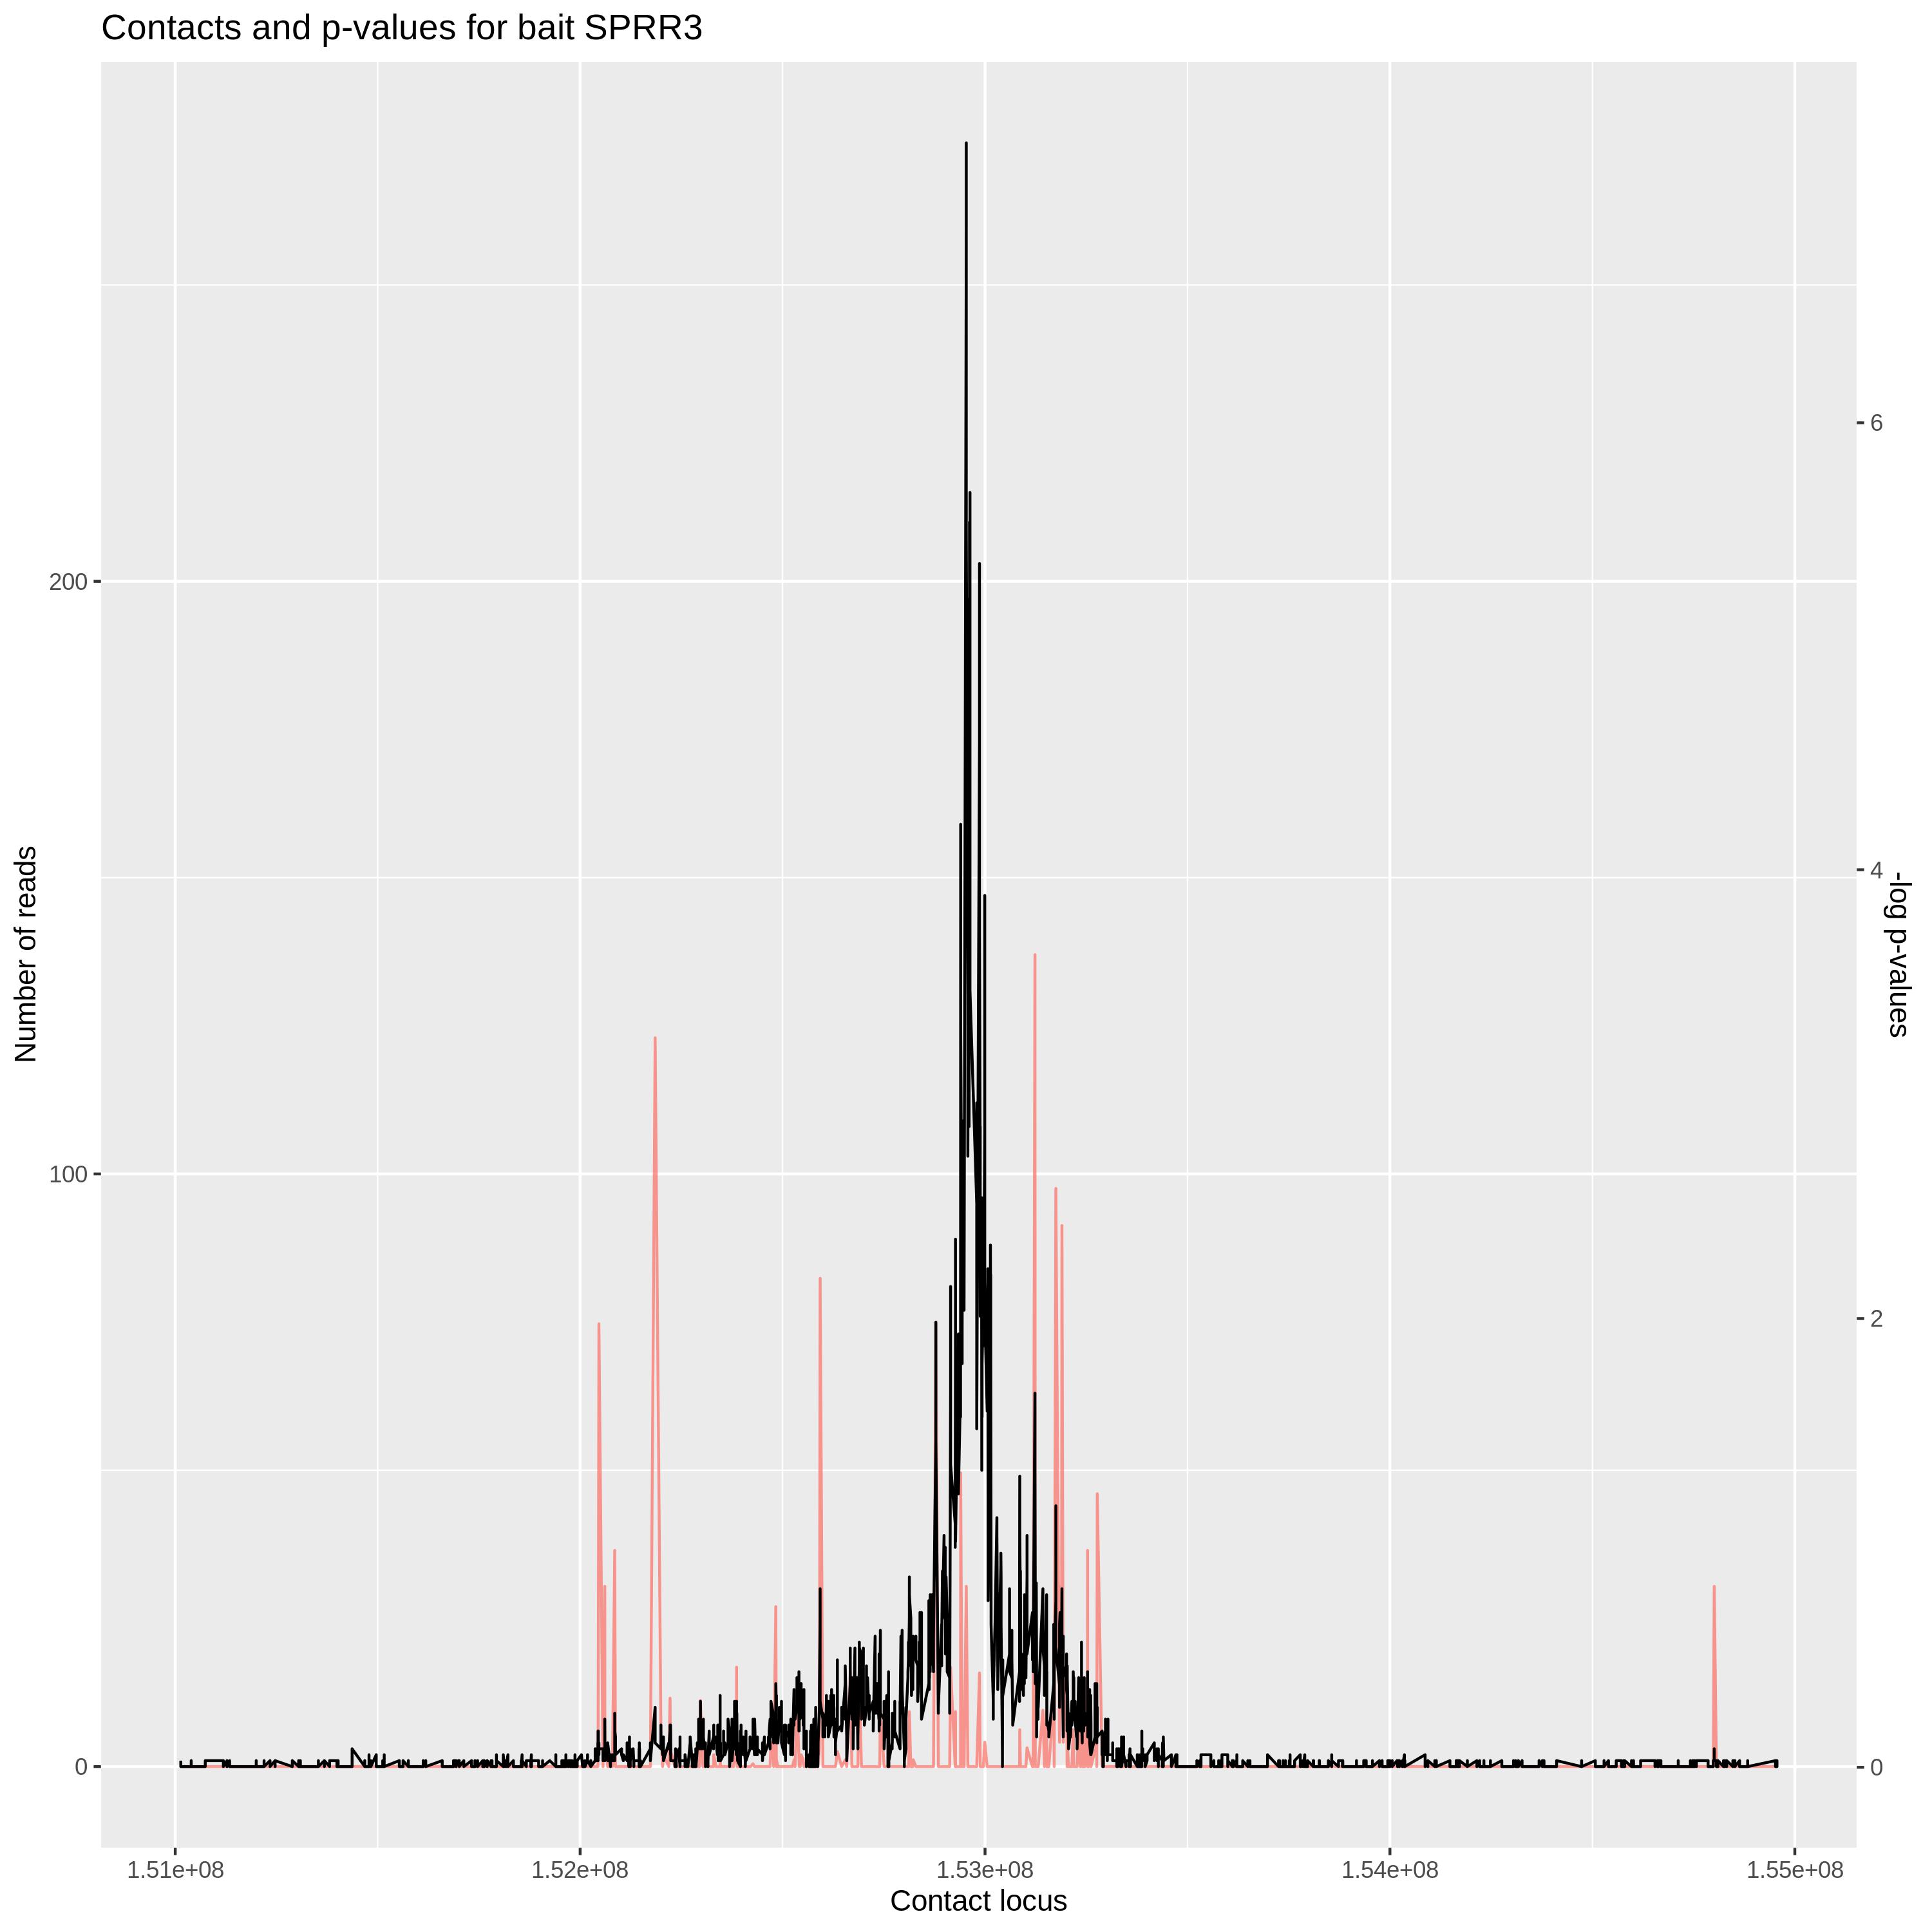 Contacts and p-values for bait SPRR3
Number of reads
200
100
0
6
4
2
0
-log p-values
1.51e+08 1.52e+08 1.53e+08 1.54e+08 1.55e+08
Contact locus